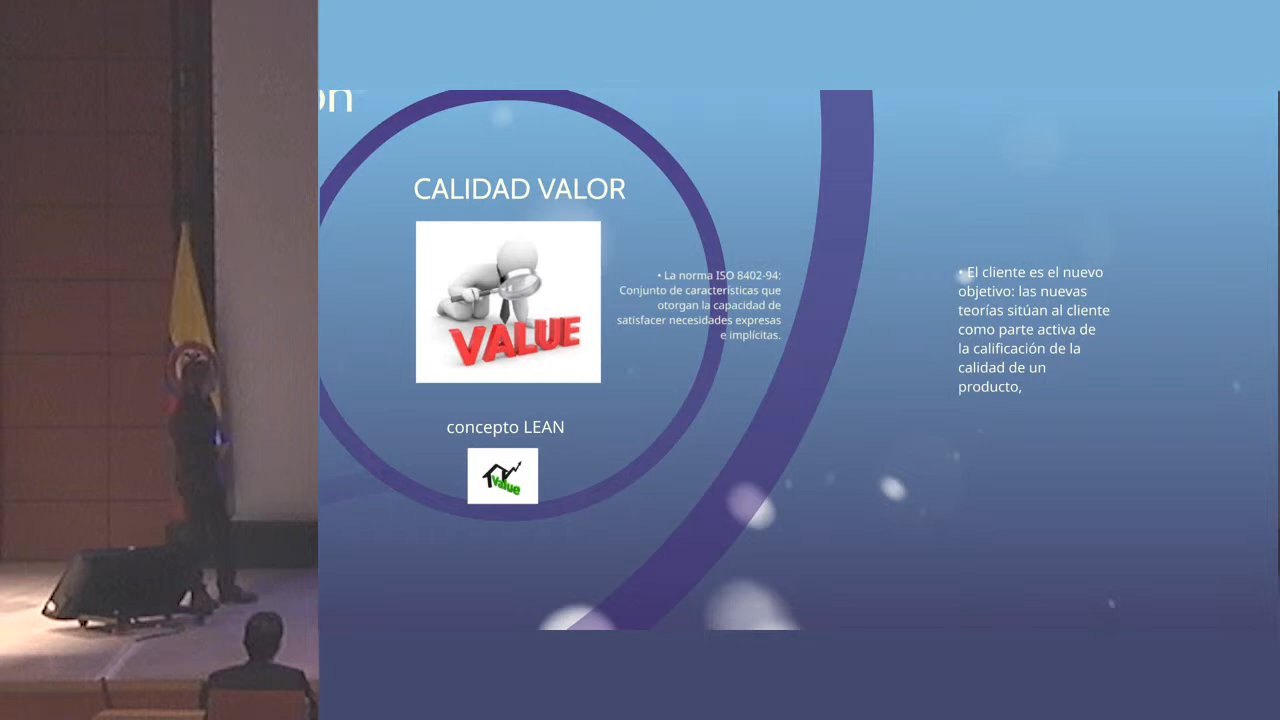 ón
CALIDAD VALOR
VALUE
• La norma ISO 8402-94:
Conjunto de características que
otorgan la capacidad de
satisfacer necesidades expresas
e implícitas.
concepto LEAN
Value
• El cliente es el nuevo
objetivo: las nuevas
teorías sitúan al cliente
como parte activa de
la calificación de la
calidad de un
producto,